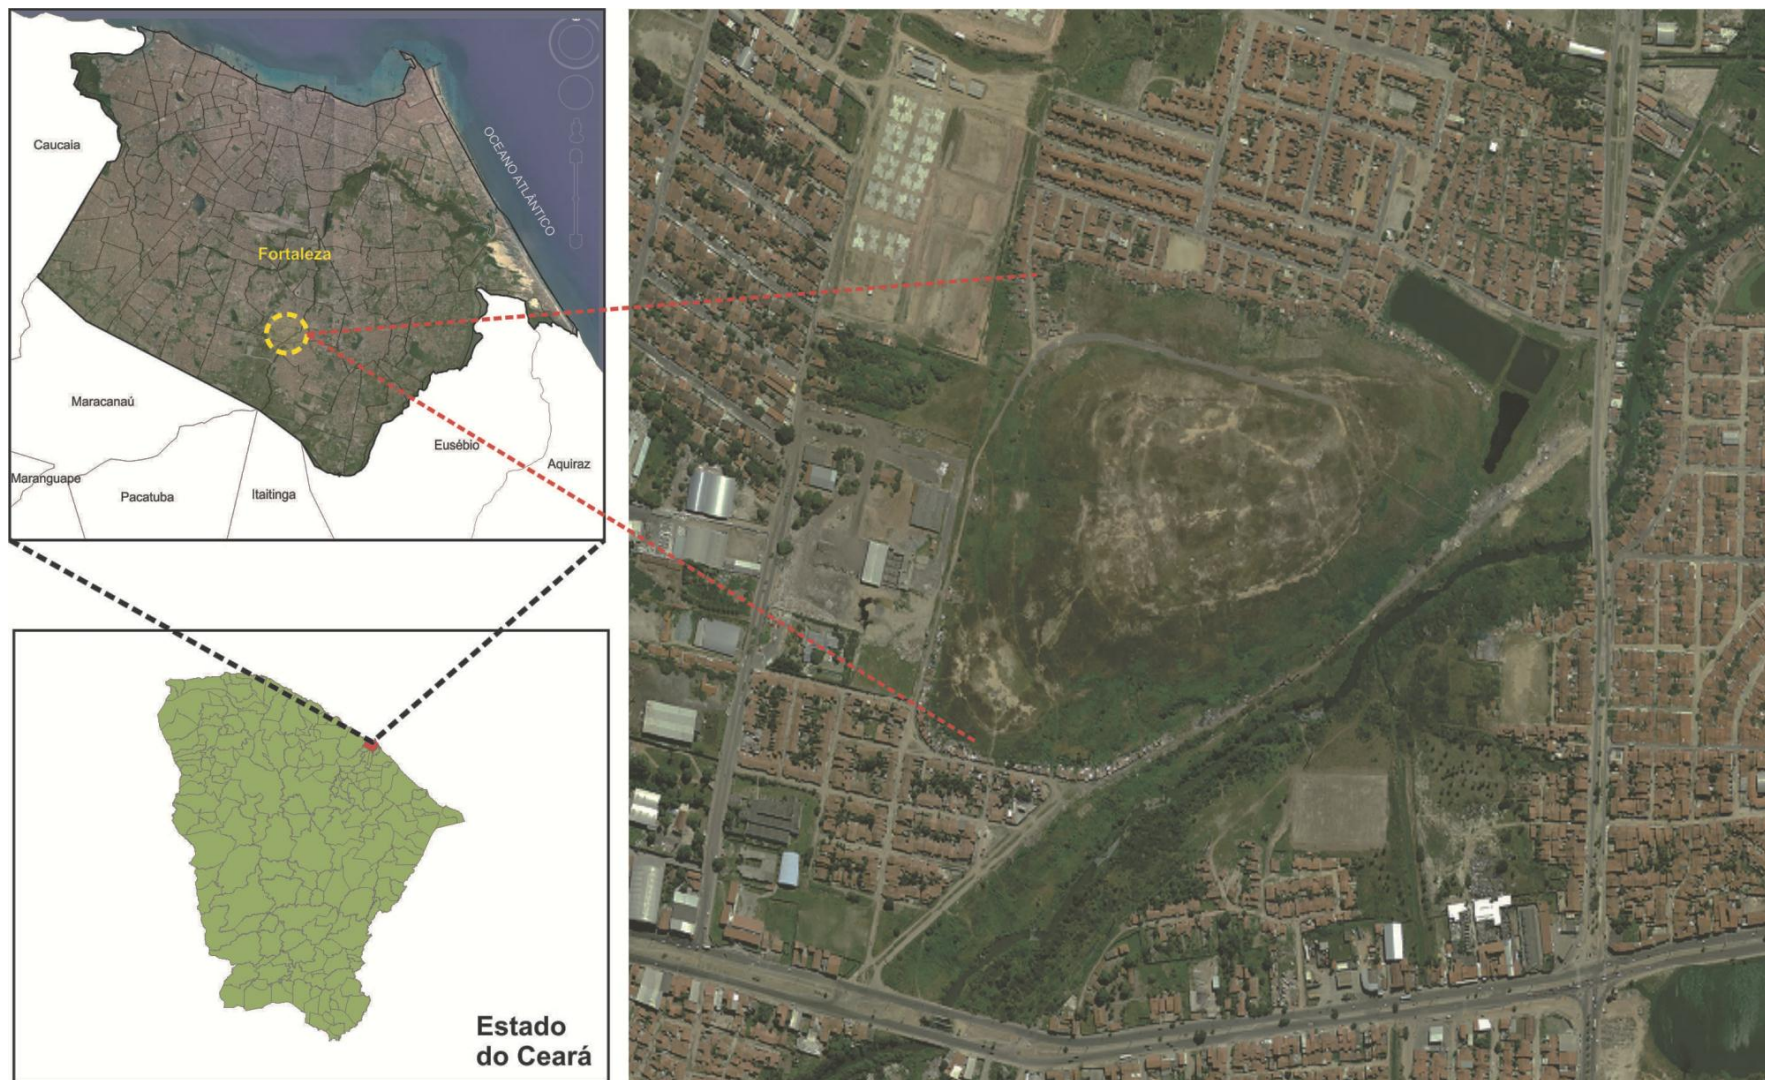 Caucaia
OCEANO ATLÂNTICO
Fortaleza
Maracanaú
Eusébio
Maranguape
Aquiraz
Pacatuba
Itaitinga
Estado
do Ceará